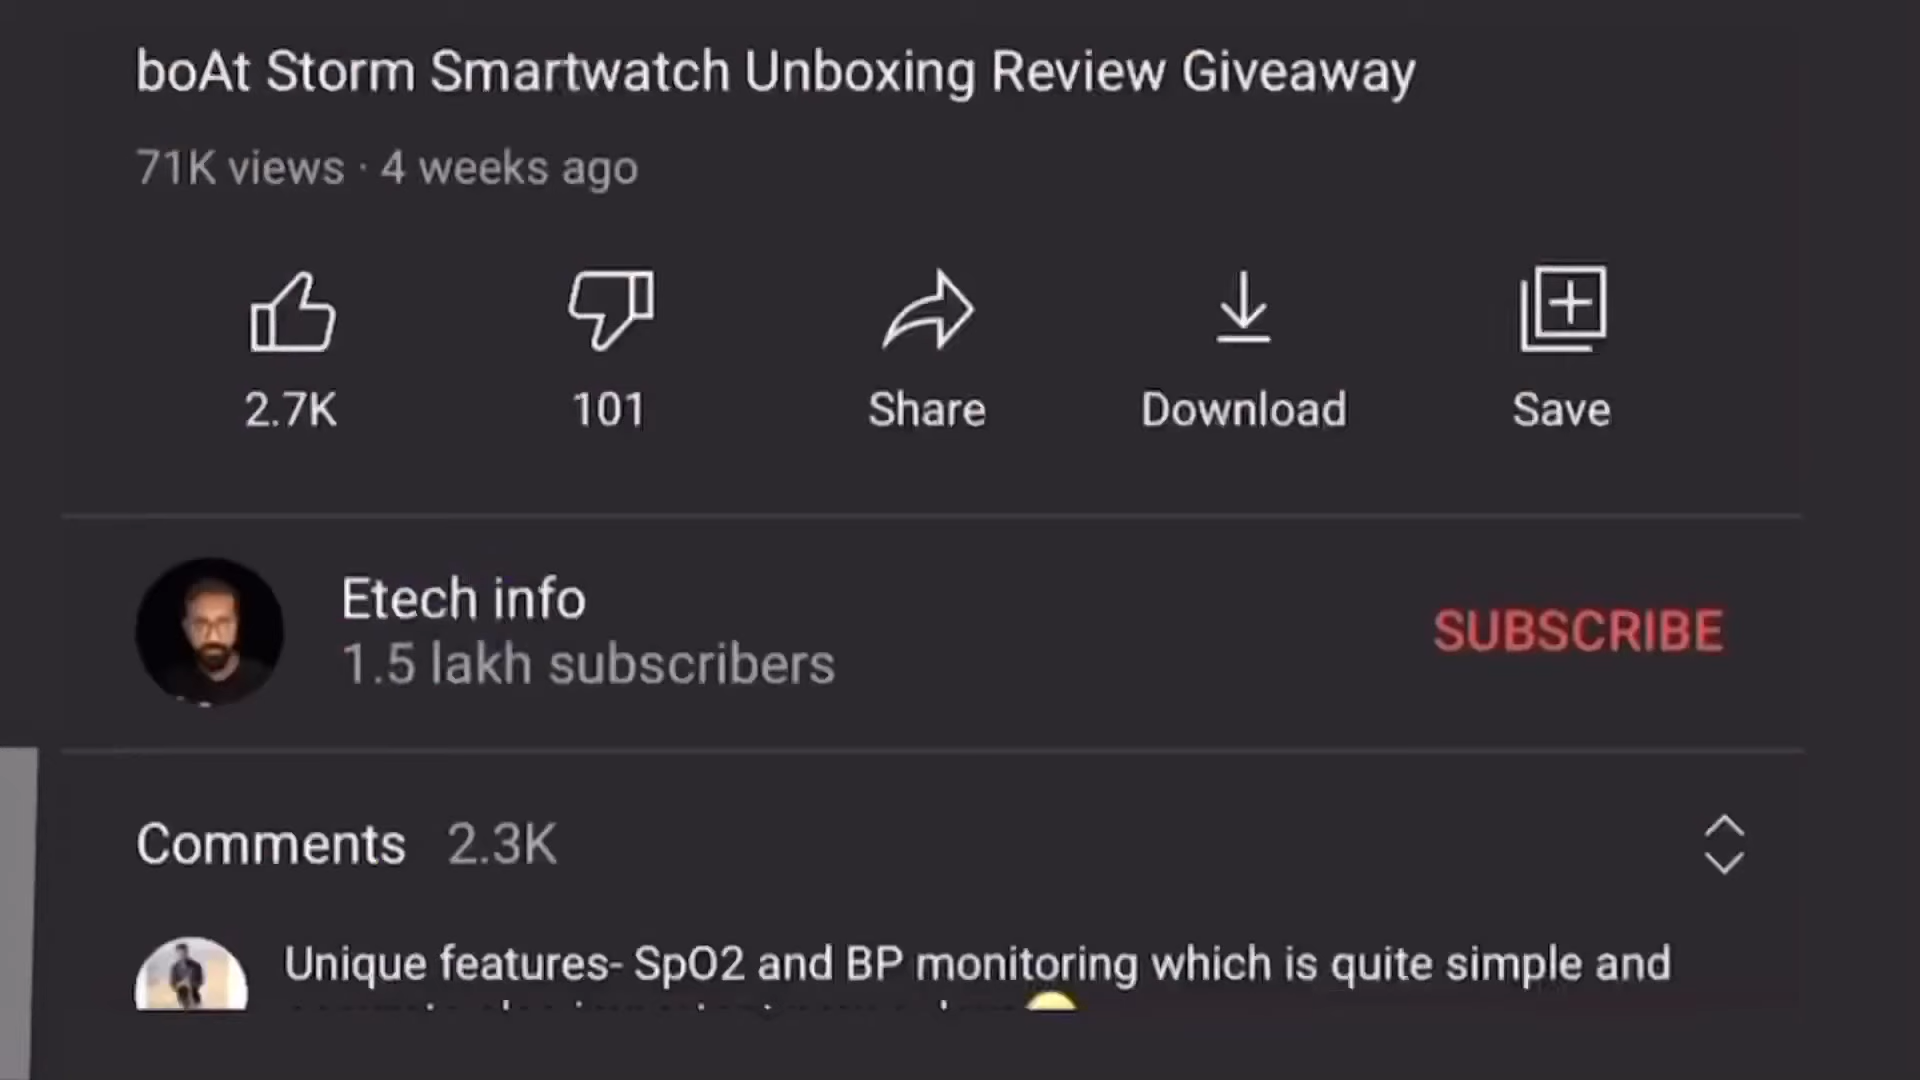 boAt Storm Smartwatch Unboxing Review Giveaway
71K views · 4 weeks ago
2.7K 101 Share Download Save
Etech info
1.5 lakh subscribers
SUBSCRIBE
Comments 2.3K
Unique features- SpO2 and BP monitoring which is quite simple and